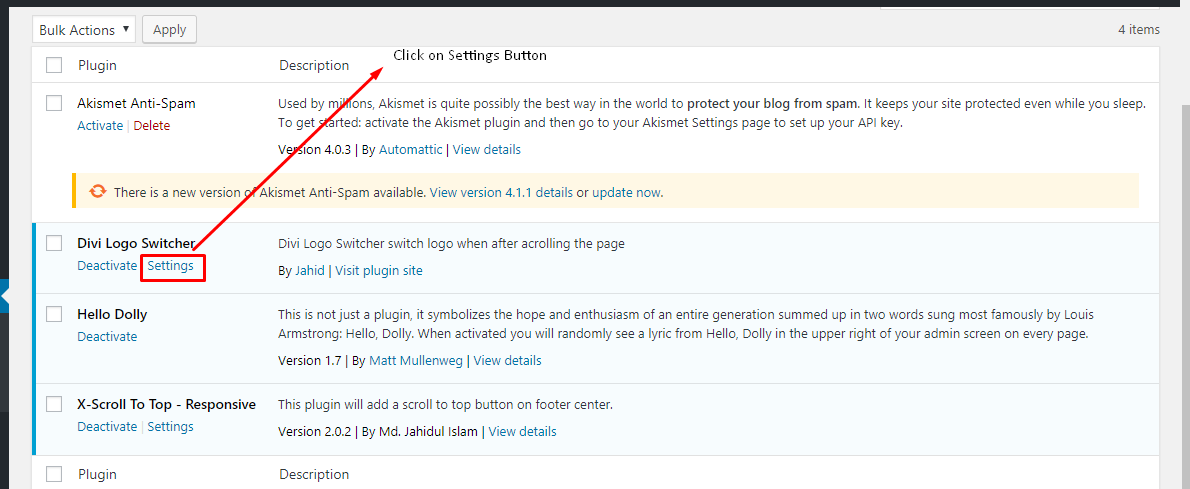 Bulk Actions Apply 4 items
Click on Settings Button
Plugin Description
Akismet Anti-Spam Used by millions, Akismet is quite possibly the best way in the world to protect your blog from spam. It keeps your site protected even while you sleep.
Activate | Delete To get started: activate the Akismet plugin and then go to your Akismet Settings page to set up your API key.
Version 4.0.3 | By Automattic | View details
There is a new version of Akismet Anti-Spam available. View version 4.1.1 details or update now.
Divi Logo Switcher Divi Logo Switcher switch logo when after acrolling the page
Deactivate Settings By Jahid | Visit plugin site
Hello Dolly This is not just a plugin, it symbolizes the hope and enthusiasm of an entire generation summed up in two words sung most famously by Louis
Deactivate Armstrong: Hello, Dolly. When activated you will randomly see a lyric from Hello, Dolly in the upper right of your admin screen on every page.
Version 1.7 | By Matt Mullenweg | View details
X-Scroll To Top - Responsive This plugin will add a scroll to top button on footer center.
Deactivate | Settings Version 2.0.2 | By Md. Jahidul Islam | View details
Plugin Description